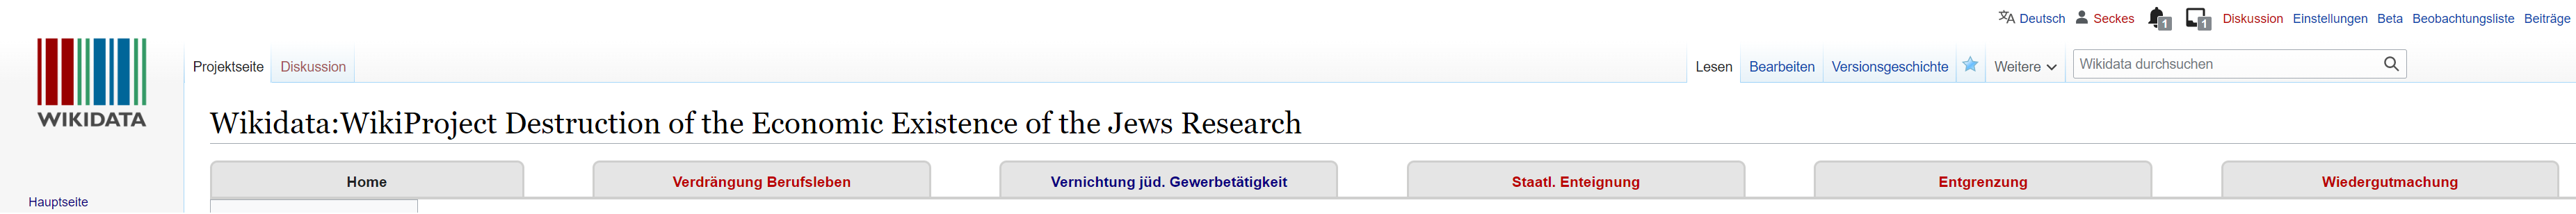 Deutsch Seckes 1 1 Diskussion Einstellungen Beta Beobachtungsliste Beiträge
WIKIDATA
Projektseite Diskussion Lesen Bearbeiten Versionsgeschichte Weitere Wikidata durchsuchen
Wikidata:WikiProject Destruction of the Economic Existence of the Jews Research
Home Verdrängung Berufsleben Vernichtung jüd. Gewerbetätigkeit Staatl. Enteignung Entgrenzung Wiedergutmachung
Hauptseite